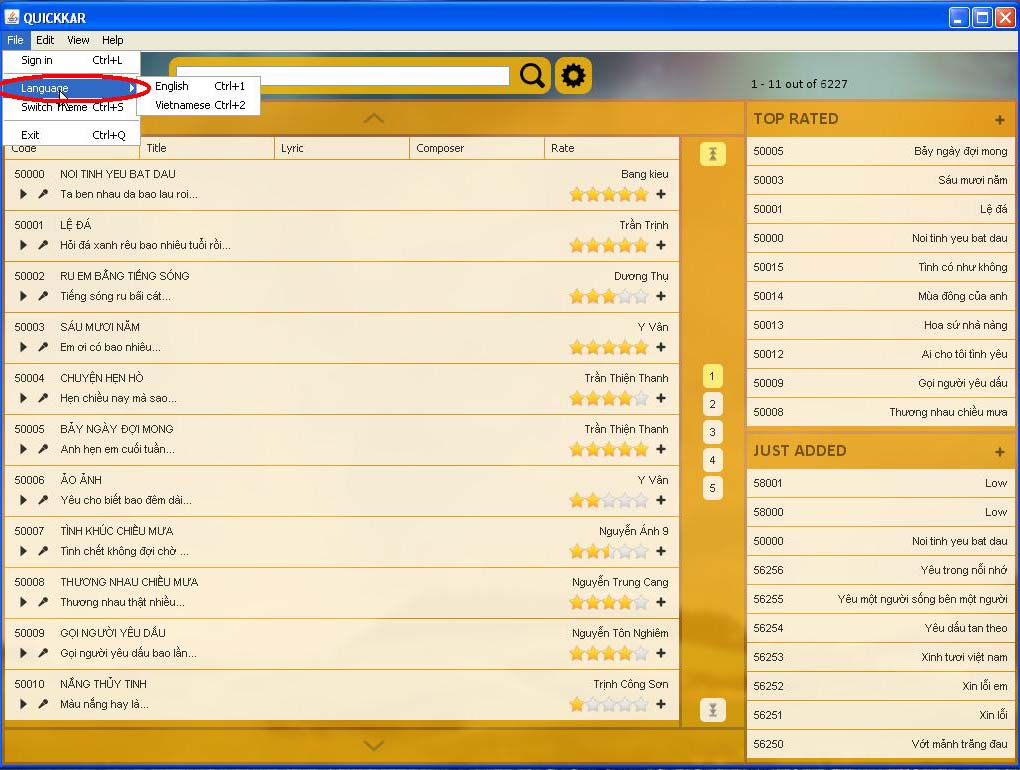 QUICKKAR
File Edit View Help
Sign in Ctrl+L
Language
English Ctrl+1
Switch Theme Ctrl+S
Vietnamese Ctrl+2
Exit Ctrl+Q
1 - 11 out of 6227
Code Title Lyric Composer Rate
50000 NOI TINH YEU BAT DAU Bang kieu
Ta ben nhau da bao lau roi...
50001 LỆ ĐÁ Trần Trịnh
Hỏi đá xanh rêu bao nhiêu tuổi rồi...
50002 RU EM BẰNG TIẾNG SÓNG Dương Thụ
Tiếng sóng ru bãi cát...
50003 SÁU MƯƠI NĂM Y Vân
Em ơi có bao nhiêu...
50004 CHUYỆN HẸN HÒ Trần Thiện Thanh
Hẹn chiều nay mà sao...
50005 BẢY NGÀY ĐỢI MONG Trần Thiện Thanh
Anh hẹn em cuối tuần...
50006 ẢO ẢNH Y Vân
Yêu cho biết bao đêm dài...
50007 TÌNH KHÚC CHIỀU MƯA Nguyễn Ánh 9
Tình chết không đợi chờ ...
50008 THƯƠNG NHAU CHIỀU MƯA Nguyễn Trung Cang
Thương nhau thật nhiều...
50009 GỌI NGƯỜI YÊU DẤU Nguyễn Tôn Nghiêm
Gọi người yêu dấu bao lần...
50010 NẮNG THỦY TINH Trịnh Công Sơn
Màu nắng hay là...
1
2
3
4
5
TOP RATED +
50005 Bảy ngày đợi mong
50003 Sáu mươi năm
50001 Lệ đá
50000 Noi tinh yeu bat dau
50015 Tình có như không
50014 Mùa đông của anh
50013 Hoa sứ nhà nàng
50012 Ai cho tôi tình yêu
50009 Gọi người yêu dấu
50008 Thương nhau chiều mưa
JUST ADDED +
58001 Low
58000 Low
50000 Noi tinh yeu bat dau
56256 Yêu trong nỗi nhớ
56255 Yêu một người sống bên một người
56254 Yêu dấu tan theo
56253 Xinh tươi việt nam
56252 Xin lỗi em
56251 Xin lỗi
56250 Vớt mảnh trăng đau